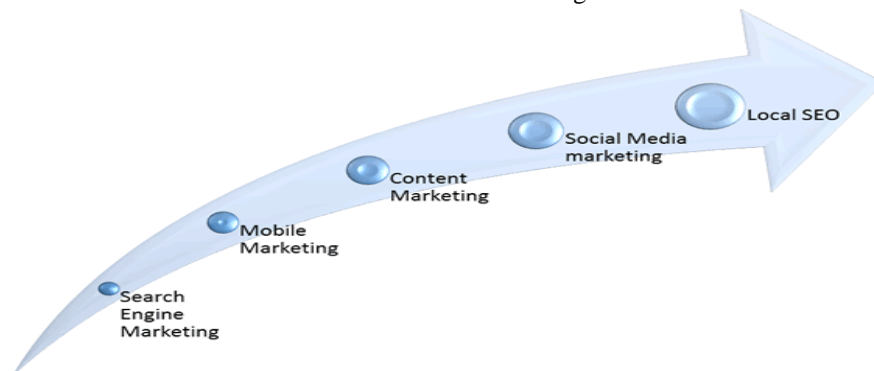 Local SEO
Social Media
marketing
Content
Marketing
Mobile
Marketing
Search
Engine
Marketing